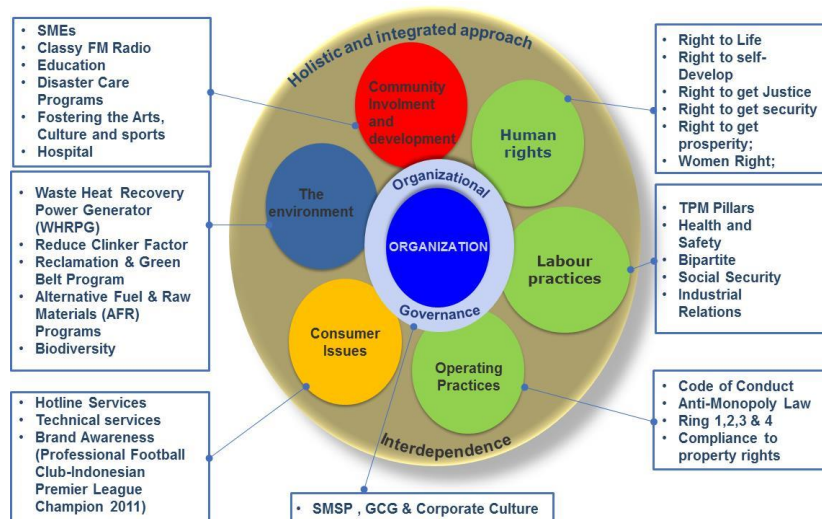 • SMEs
• Classy FM Radio
• Education
• Disaster Care
Programs
• Fostering the Arts,
Culture and sports
• Hospital
• Waste Heat Recovery
Power Generator
(WHRPG)
• Reduce Clinker Factor
• Reclamation & Green
Belt Program
• Alternative Fuel & Raw
Materials (AFR)
Programs
• Biodiversity
• Hotline Services
• Technical services
• Brand Awareness
(Professional Football
Club-Indonesian
Premier League
Champion 2011)
Holistic and integrated approach
Community
Involment
and
development
Human
rights
The
environment
Organizational
ORGANIZATION
Governance
Labour
practices
Consumer
Issues
Operating
Practices
Interdependence
SMSP , GCG & Corporate Culture
• Right to Life
• Right to self-
Develop
• Right to get Justice
• Right to get security
• Right to get
prosperity;
• Women Right;
• TPM Pillars
• Health and
Safety
• Bipartite
• Social Security
• Industrial
Relations
• Code of Conduct
• Anti-Monopoly Law
• Ring 1,2,3 & 4
• Compliance to
property rights